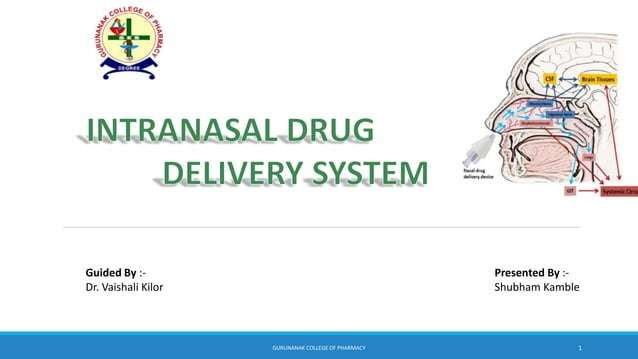 GURUNANAK COLLEGE OF PHARMACY
DEGREE
CSF
Brain Tissues
INTRANASAL DRUG
DELIVERY SYSTEM
Nasal drug
delivery device
GIT
Systemic Circ
Guided By :-
Dr. Vaishali Kilor
Presented By :-
Shubham Kamble
GURUNANAK COLLEGE OF PHARMACY
1